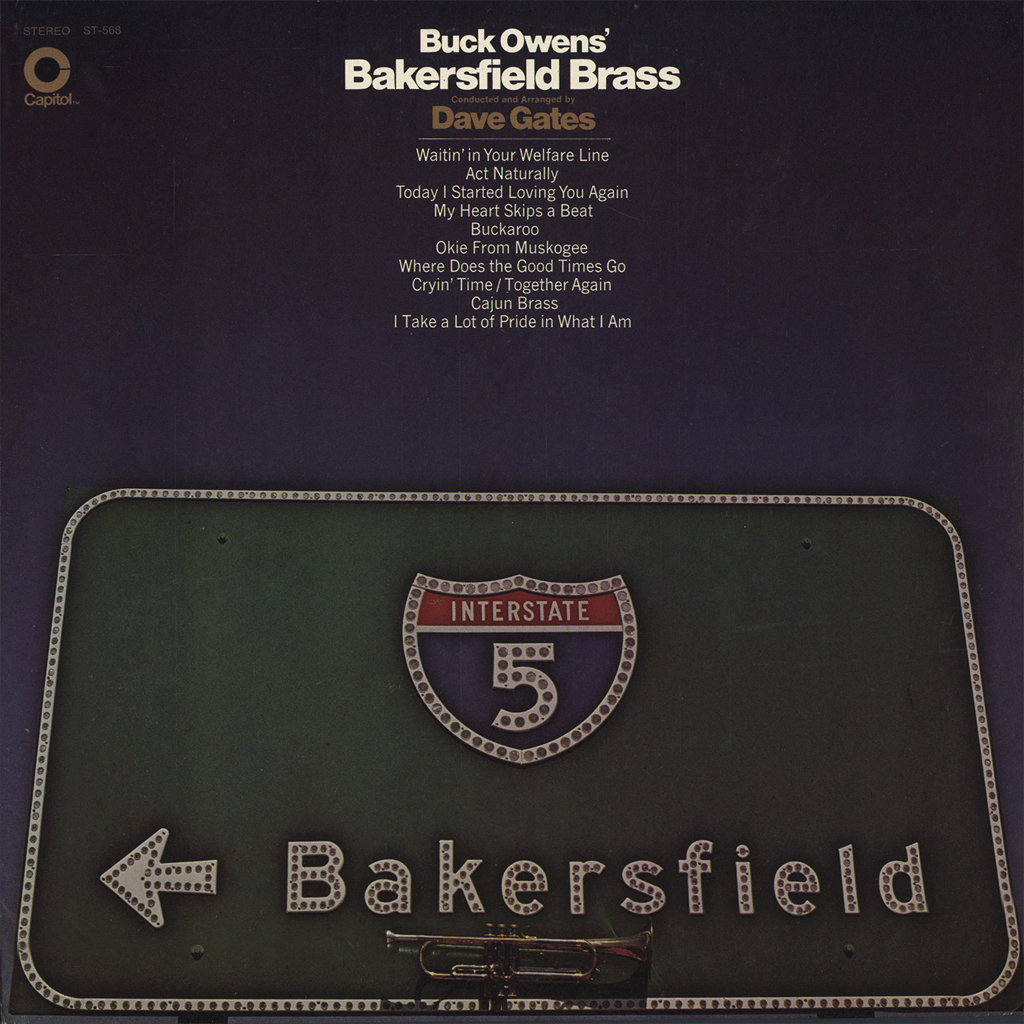 STEREO ST-568
Capitol™
Buck Owens'
Bakersfield Brass
Conducted and Arranged by
Dave Gates
Waitin' in Your Welfare Line
Act Naturally
Today I Started Loving You Again
My Heart Skips a Beat
Buckaroo
Okie From Muskogee
Where Does the Good Times Go
Cryin' Time / Together Again
Cajun Brass
I Take a Lot of Pride in What I Am
INTERSTATE
5
Bakersfield